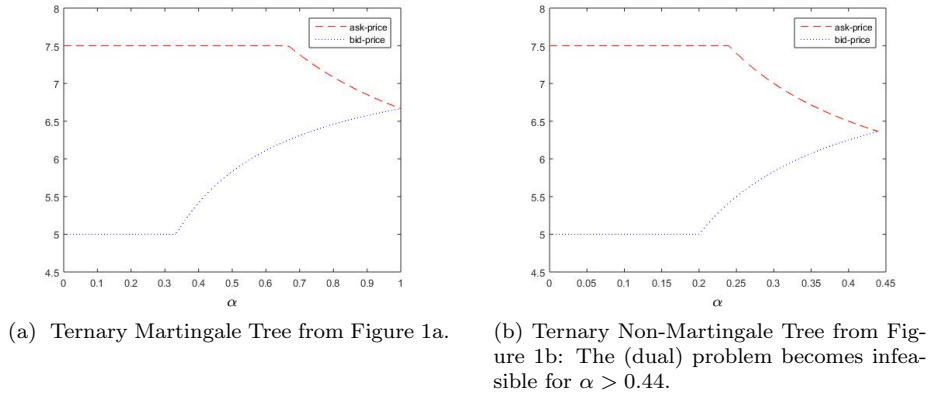 8
7.5
7
6.5
6
5.5
5
4.5
0 0.1 0.2 0.3 0.4 0.5 0.6 0.7 0.8 0.9 1
α
ask-price
bid-price
(a) Ternary Martingale Tree from Figure 1a.
8
7.5
7
6.5
6
5.5
5
4.5
0 0.05 0.1 0.15 0.2 0.25 0.3 0.35 0.4 0.45
α
ask-price
bid-price
(b) Ternary Non-Martingale Tree from Fig-
ure 1b: The (dual) problem becomes infea-
sible for α > 0.44.